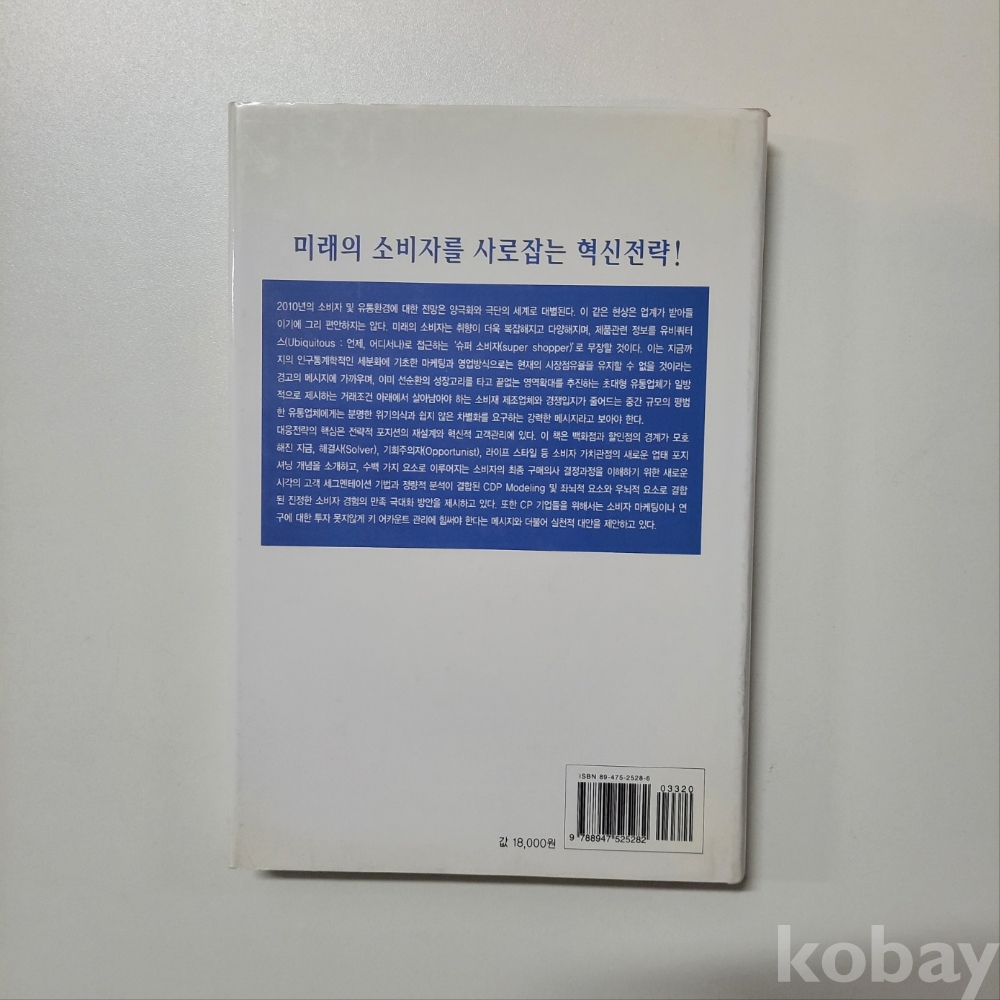 미래의 소비자를 사로잡는 혁신전략!
2010년의 소비자 및 유통환경에 대한 전망은 양극화와 극단의 세계로 대별된다. 이 같은 현상은 업계가 받아들
이기에 그리 편안하지는 않다. 미래의 소비자는 취향이 더욱 복잡해지고 다양해지며, 제품관련 정보를 유비쿼터
스(Ubiquitous : 언제, 어디서나)로 접근하는 '슈퍼 소비자(super shopper)'로 무장할 것이다. 이는 지금까
지의 인구통계학적인 세분화에 기초한 마케팅과 영업방식으로는 현재의 시장점유율을 유지할 수 없을 것이라는
경고의 메시지에 가까우며, 이미 선순환의 성장고리를 타고 끝없는 영역확대를 추진하는 초대형 유통업체가 일방
적으로 제시하는 거래조건 아래에서 살아남아야 하는 소비재 제조업체와 경쟁입지가 줄어드는 중간 규모의 평범
한 유통업체에게는 분명한 위기의식과 쉽지 않은 차별화를 요구하는 강력한 메시지라고 보아야 한다.
대응전략의 핵심은 전략적 포지션의 재설계와 혁신적 고객관리에 있다. 이 책은 백화점과 할인점의 경계가 모호
해진 지금, 해결사(Solver), 기회주의자(Opportunist), 라이프 스타일 등 소비자 가치관점의 새로운 업태 포지
셔닝 개념을 소개하고, 수백 가지 요소로 이루어지는 소비자의 최종 구매의사 결정과정을 이해하기 위한 새로운
시각의 고객 세그멘테이션 기법과 정량적 분석이 결합된 CDP Modeling 및 좌뇌적 요소와 우뇌적 요소로 결합
된 진정한 소비자 경험의 만족 극대화 방안을 제시하고 있다. 또한 CP 기업들을 위해서는 소비자 마케팅이나 연
구에 대한 투자 못지않게 키 어카운트 관리에 힘써야 한다는 메시지와 더불어 실천적 대안을 제안하고 있다.
ISBN 89-475-2528-6
03320
9 788947 525282
값 18,000원
kobay